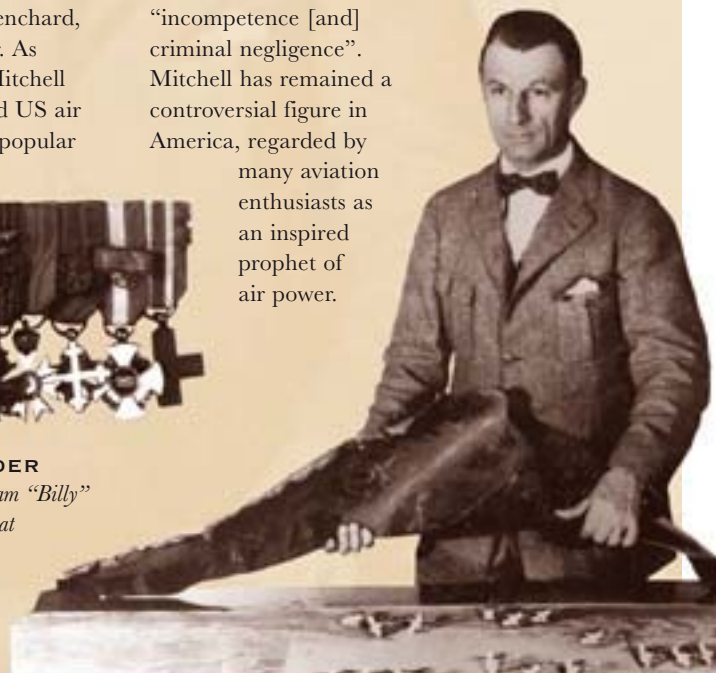 enchard,
. As
Mitchell
d US air
popular
“incompetence [and]
criminal negligence”.
Mitchell has remained a
controversial figure in
America, regarded by
many aviation
enthusiasts as
an inspired
prophet of
air power.
DER
am “Billy”
at